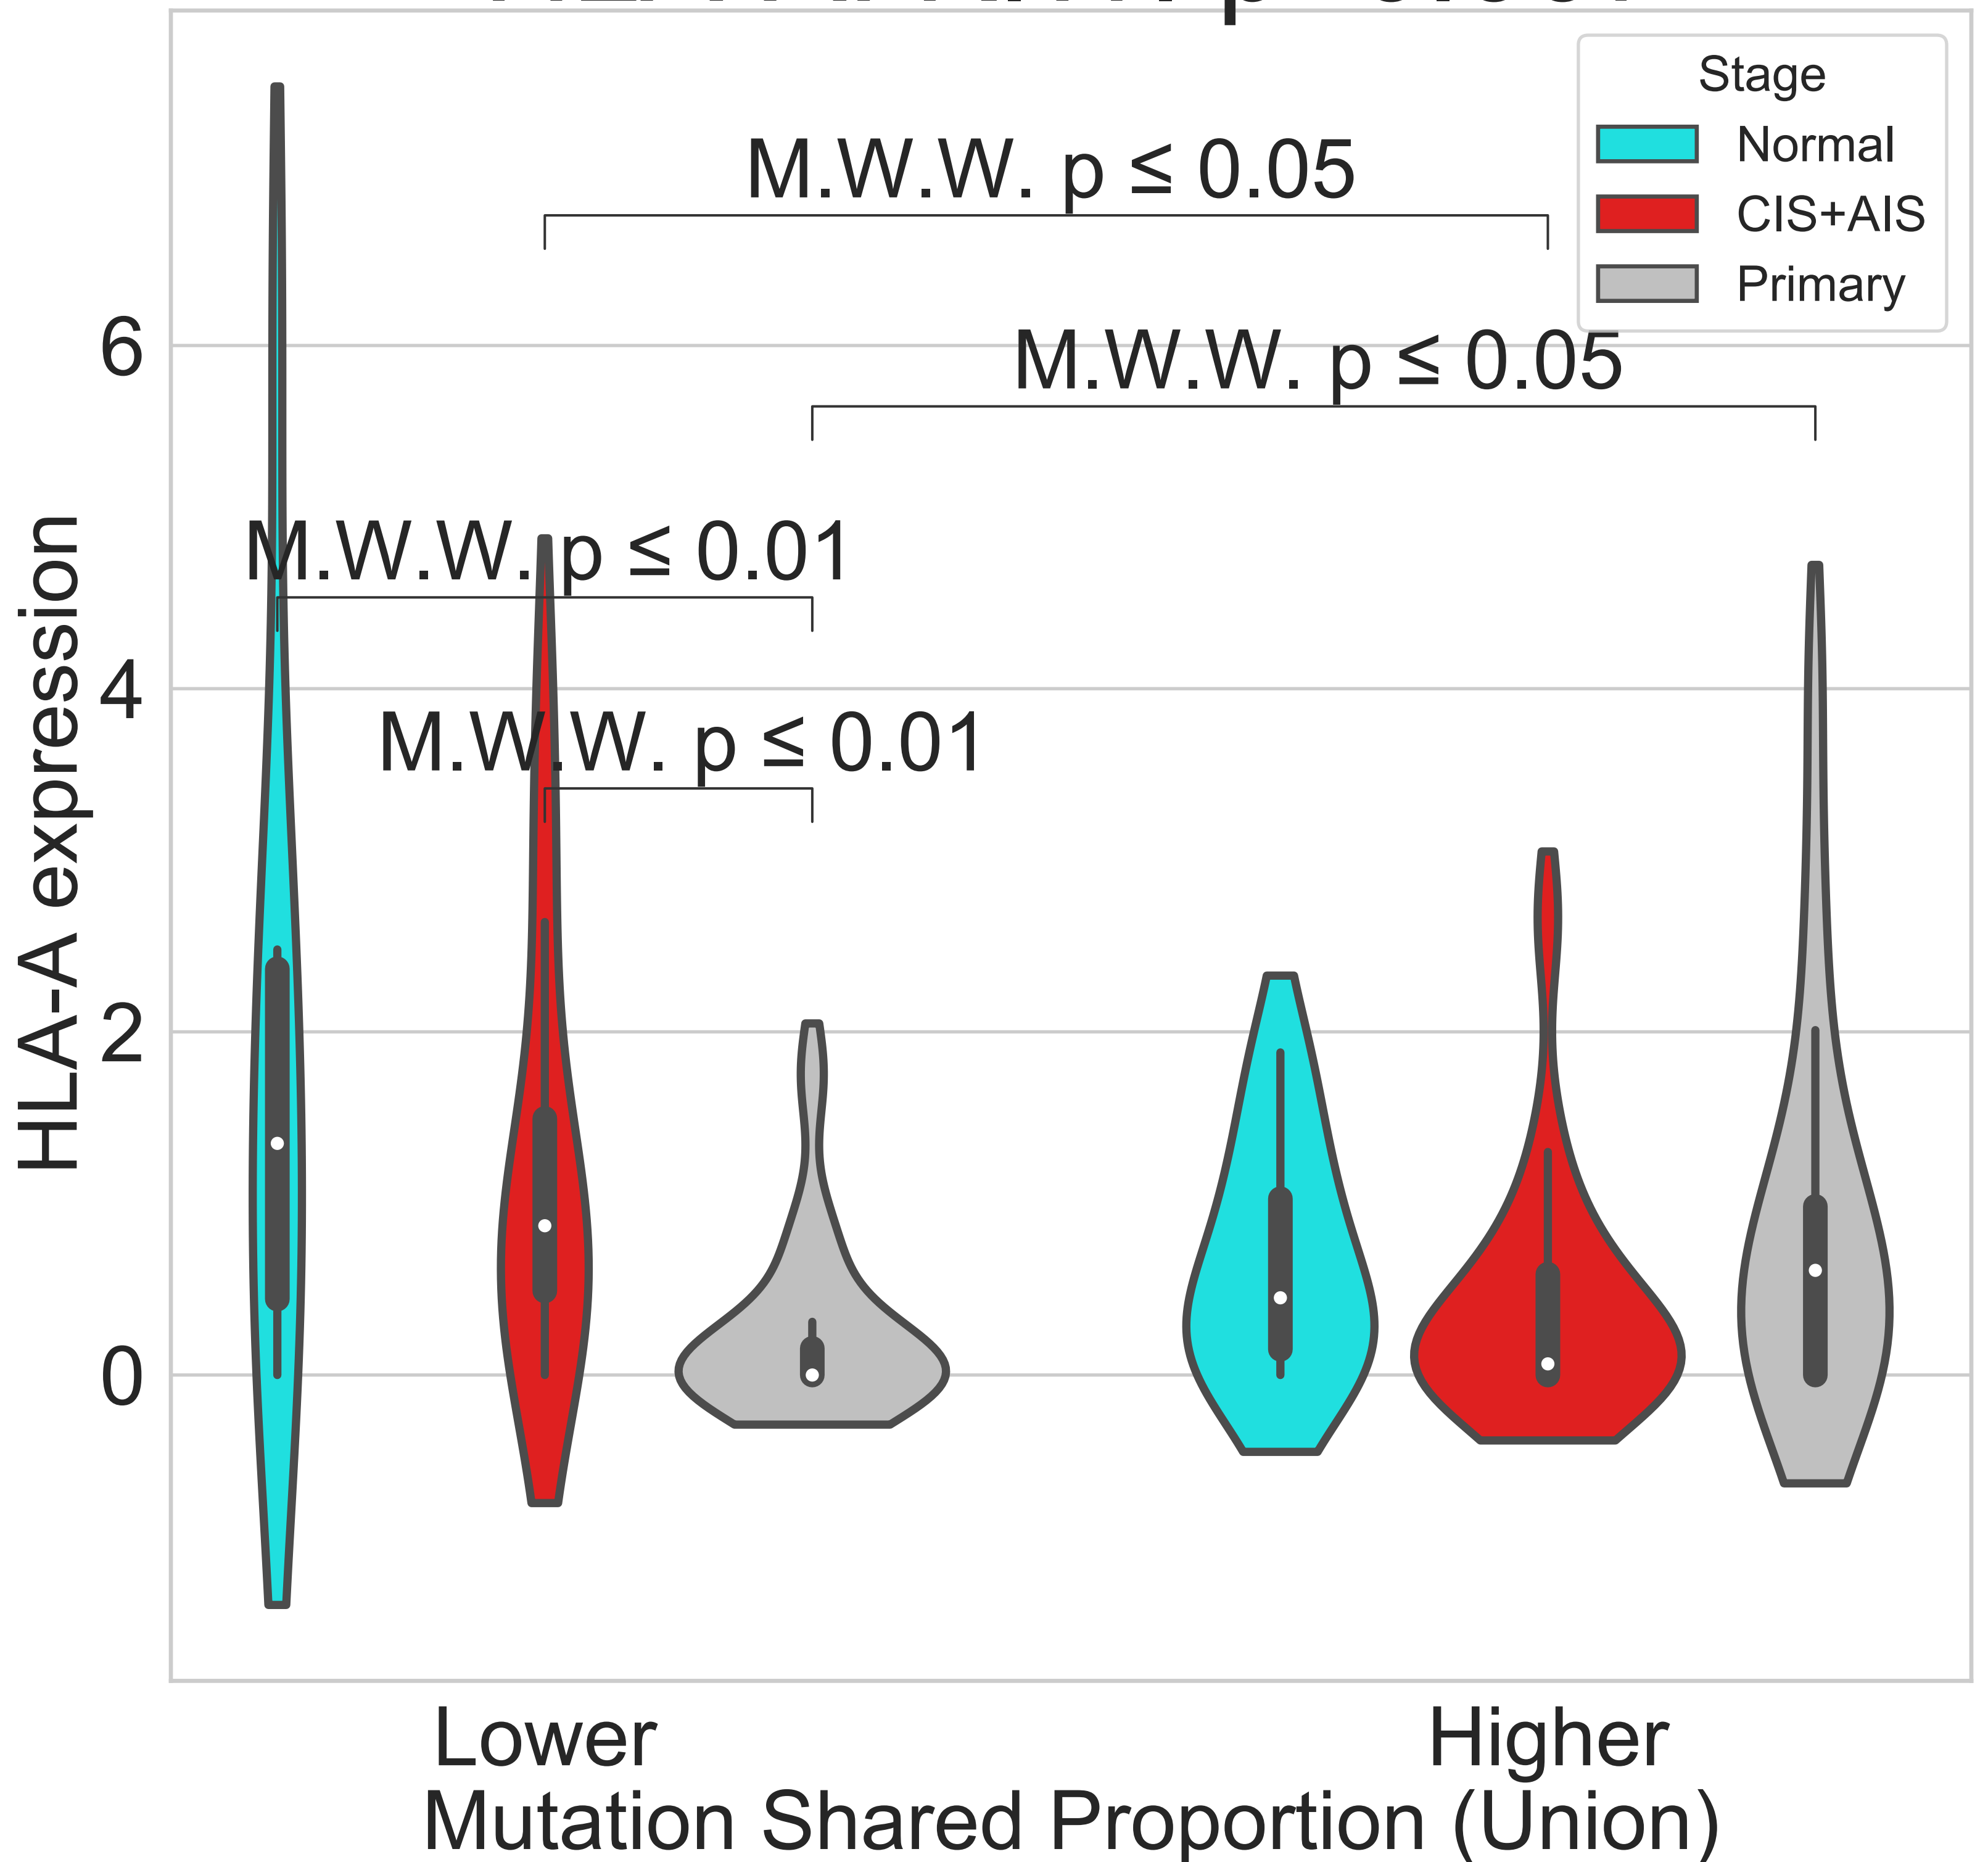 Stage
Normal
CIS+AIS
Primary
M.W.W. p ≤ 0.05
M.W.W. p ≤ 0.05
M.W.W. p ≤ 0.01
M.W.W. p ≤ 0.01
HLA-A expression
6
4
2
0
Lower
Higher
Mutation Shared Proportion (Union)